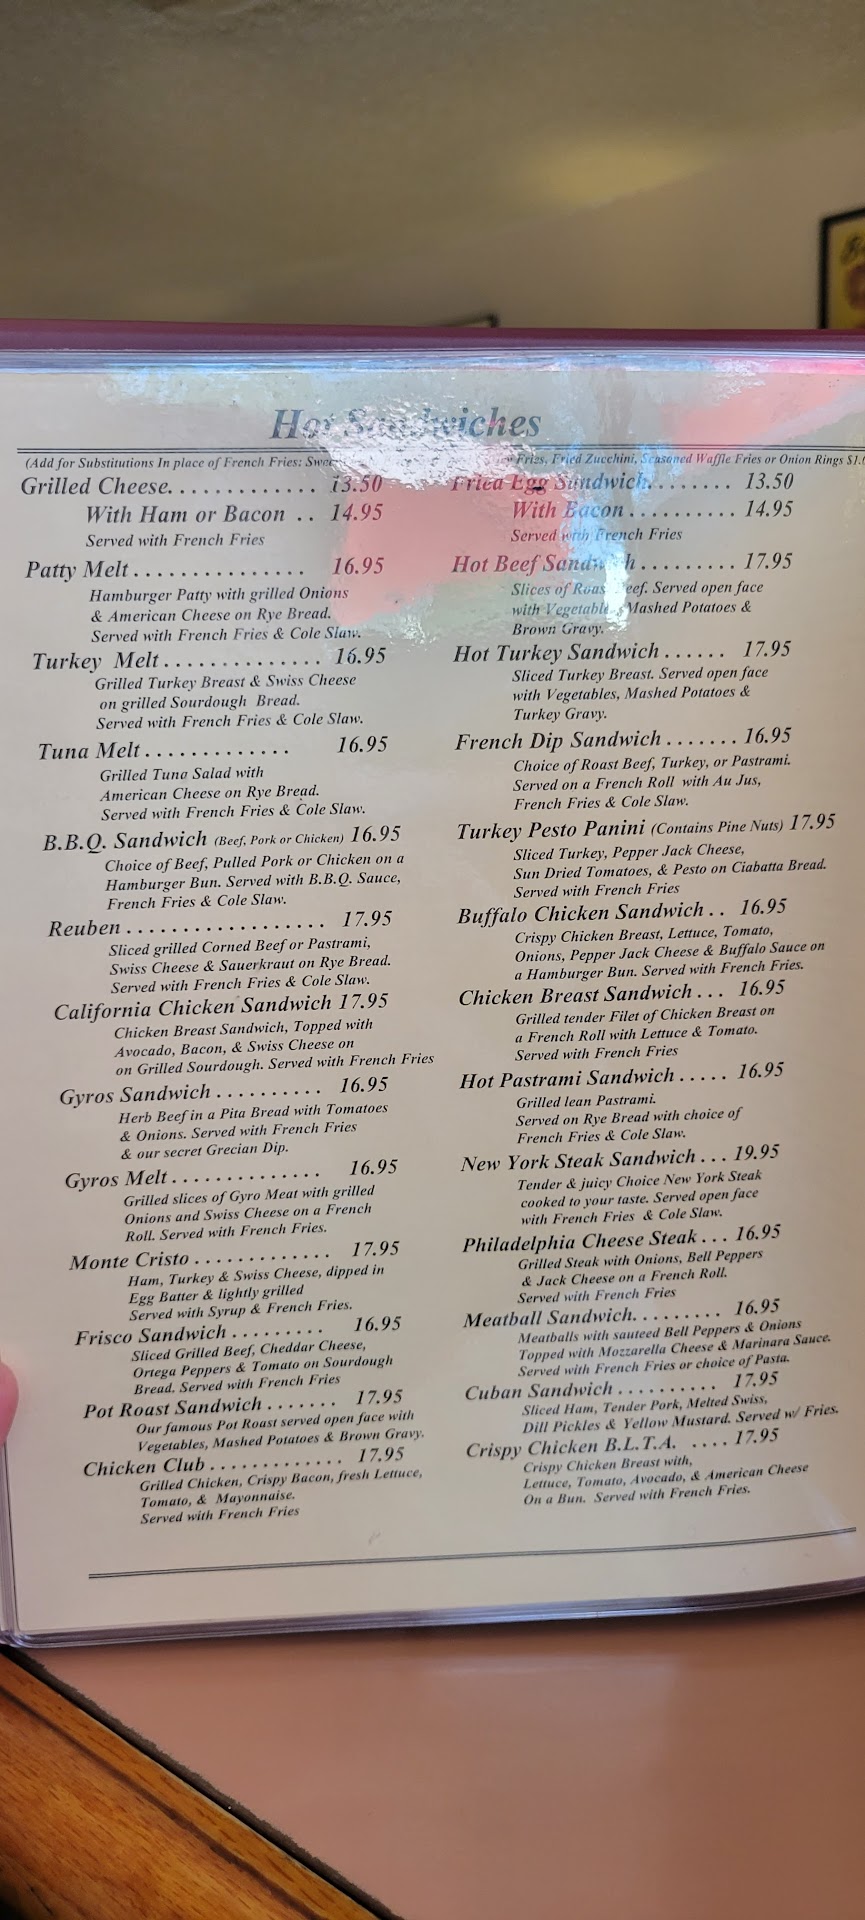 Hot Sandwiches
(Add for Substitutions In place of French Fries: Fries, Fried Zucchini, Seasoned Waffle Fries or Onion Rings
Grilled Cheese. . . . . . . . . . . . . 13.50
With Ham or Bacon . . 14.95
Served with French Fries
Patty Melt . . . . . . . . . . . . . . . 16.95
Hamburger Patty with grilled Onions
& American Cheese on Rye Bread.
Served with French Fries & Cole Slaw.
Turkey Melt . . . . . . . . . . . . . . 16.95
Grilled Turkey Breast & Swiss Cheese
on grilled Sourdough Bread.
Served with French Fries & Cole Slaw.
Tuna Melt . . . . . . . . . . . . . 16.95
Grilled Tuna Salad with
American Cheese on Rye Bread.
Served with French Fries & Cole Slaw.
B.B.Q. Sandwich (Beef, Pork or Chicken) 16.95
Choice of Beef, Pulled Pork or Chicken on a
Hamburger Bun. Served with B.B.Q. Sauce,
French Fries & Cole Slaw.
Reuben . . . . . . . . . . . . . . . . . . 17.95
Sliced grilled Corned Beef or Pastrami,
Swiss Cheese & Sauerkraut on Rye Bread.
Served with French Fries & Cole Slaw.
California Chicken Sandwich 17.95
Chicken Breast Sandwich, Topped with
Avocado, Bacon, & Swiss Cheese on
on Grilled Sourdough. Served with French Fries
Gyros Sandwich . . . . . . . . . . 16.95
Herb Beef in a Pita Bread with Tomatoes
& Onions. Served with French Fries
& our secret Grecian Dip.
Gyros Melt . . . . . . . . . . . . . . 16.95
Grilled slices of Gyro Meat with grilled
Onions and Swiss Cheese on a French
Roll. Served with French Fries.
Monte Cristo . . . . . . . . . . . . . 17.95
Ham, Turkey & Swiss Cheese, dipped in
Egg Batter & lightly grilled
Served with Syrup & French Fries.
Frisco Sandwich . . . . . . . . . 16.95
Sliced Grilled Beef, Cheddar Cheese,
Ortega Peppers & Tomato on Sourdough
Bread. Served with French Fries
Pot Roast Sandwich . . . . . . . 17.95
Our famous Pot Roast served open face with
Vegetables, Mashed Potatoes & Brown Gravy.
Chicken Club . . . . . . . . . . . . . 17.95
Grilled Chicken, Crispy Bacon, fresh Lettuce,
Tomato, & Mayonnaise.
Served with French Fries
Fried Egg Sandwich. . . . . . . . 13.50
With Bacon . . . . . . . . . . 14.95
Served with French Fries
Hot Beef Sandwich . . . . . . . . . 17.95
Slices of Roast Beef. Served open face
with Vegetables, Mashed Potatoes &
Brown Gravy.
Hot Turkey Sandwich . . . . . . 17.95
Sliced Turkey Breast. Served open face
with Vegetables, Mashed Potatoes &
Turkey Gravy.
French Dip Sandwich . . . . . . . 16.95
Choice of Roast Beef, Turkey, or Pastrami.
Served on a French Roll with Au Jus,
French Fries & Cole Slaw.
Turkey Pesto Panini (Contains Pine Nuts) 17.95
Sliced Turkey, Pepper Jack Cheese,
Sun Dried Tomatoes, & Pesto on Ciabatta Bread.
Served with French Fries
Buffalo Chicken Sandwich . . 16.95
Crispy Chicken Breast, Lettuce, Tomato,
Onions, Pepper Jack Cheese & Buffalo Sauce on
a Hamburger Bun. Served with French Fries.
Chicken Breast Sandwich . . . 16.95
Grilled tender Filet of Chicken Breast on
a French Roll with Lettuce & Tomato.
Served with French Fries
Hot Pastrami Sandwich . . . . . 16.95
Grilled lean Pastrami.
Served on Rye Bread with choice of
French Fries & Cole Slaw.
New York Steak Sandwich . . . 19.95
Tender & juicy Choice New York Steak
cooked to your taste. Served open face
with French Fries & Cole Slaw.
Philadelphia Cheese Steak . . . 16.95
Grilled Steak with Onions, Bell Peppers
& Jack Cheese on a French Roll.
Served with French Fries
Meatball Sandwich. . . . . . . . . 16.95
Meatballs with sauteed Bell Peppers & Onions
Topped with Mozzarella Cheese & Marinara Sauce.
Served with French Fries or choice of Pasta.
Cuban Sandwich . . . . . . . . . . 17.95
Sliced Ham, Tender Pork, Melted Swiss,
Dill Pickles & Yellow Mustard. Served w/ Fries.
Crispy Chicken B.L.T.A. . . . . 17.95
Crispy Chicken Breast with,
Lettuce, Tomato, Avocado, & American Cheese
On a Bun. Served with French Fries.